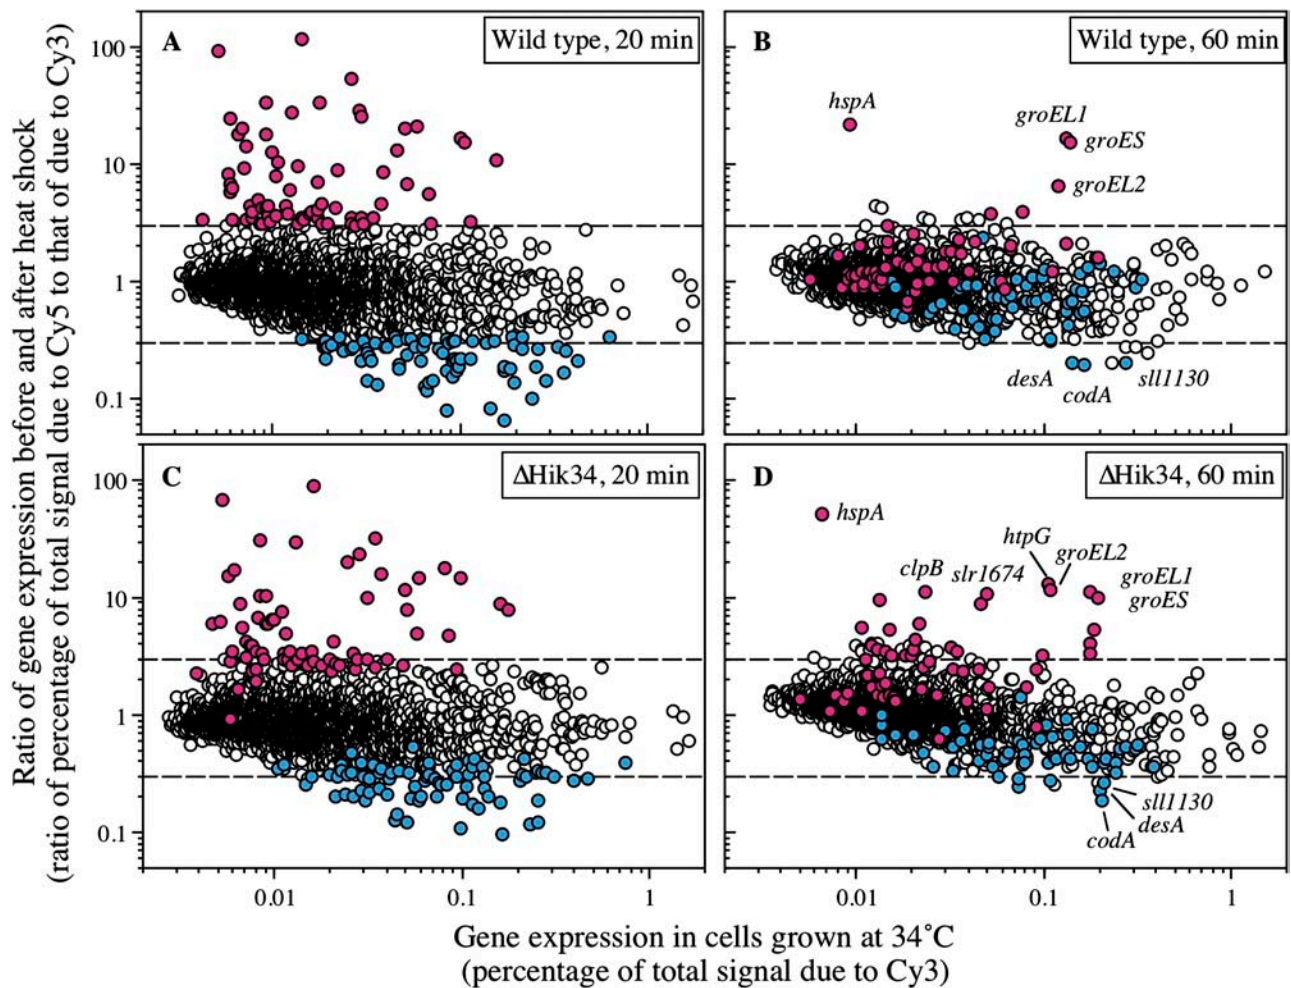 Ratio of gene expression before and after heat shock
(ratio of percentage of total signal due to Cy5 to that of due to Cy3)
A
Wild type, 20 min
100
10
1
0.1
B
Wild type, 60 min
hspA
groEL1
groES
groEL2
desA
codA
sll1130
C
ΔHik34, 20 min
100
10
1
0.1
0.01
0.1
1
D
ΔHik34, 60 min
hspA
htpG
groEL2
clpB
slr1674
groEL1
groES
sll1130
desA
codA
0.01
0.1
1
Gene expression in cells grown at 34˚C
(percentage of total signal due to Cy3)